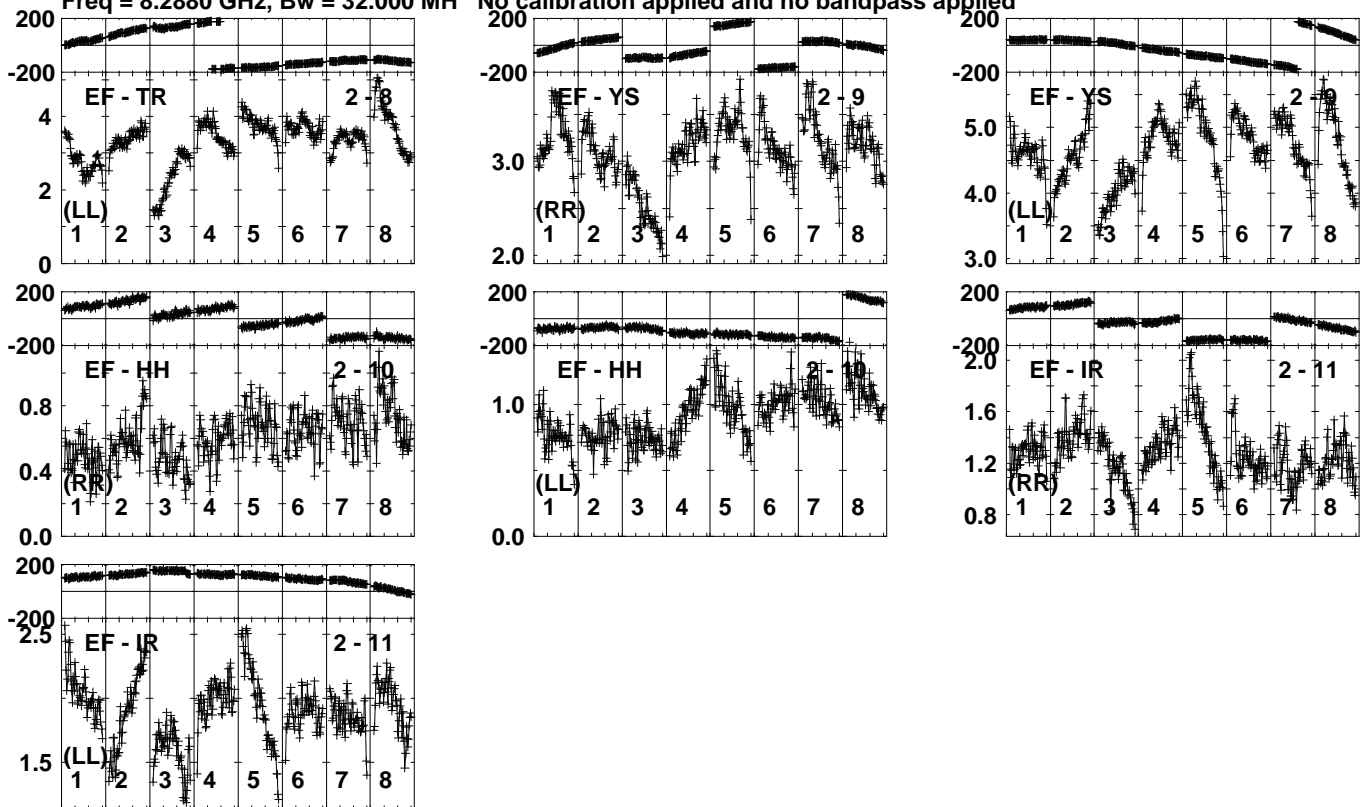 Freq = 8.2880 GHz, Bw = 32.000 MH No calibration applied and no bandpass applied
200
-200
EF - TR 2 - 8
4
2
0
(LL)
1 2 3 4 5 6 7 8
EF - YS 2 - 9
200
-200
3.0
2.0
(RR)
1 2 3 4 5 6 7 8
200
-200
EF - YS 2 - 9
5.0
4.0
3.0
(LL)
1 2 3 4 5 6 7 8
200
-200
EF - HH 2 - 10
0.8
0.4
0.0
(RR)
1 2 3 4 5 6 7 8
200
-200
EF - HH 2 - 10
1.0
0.0
(LL)
1 2 3 4 5 6 7 8
200
-200
EF - IR 2 - 11
2.0
1.6
1.2
0.8
(RR)
1 2 3 4 5 6 7 8
200
-200
EF - IR 2 - 11
2.5
1.5
(LL)
1 2 3 4 5 6 7 8